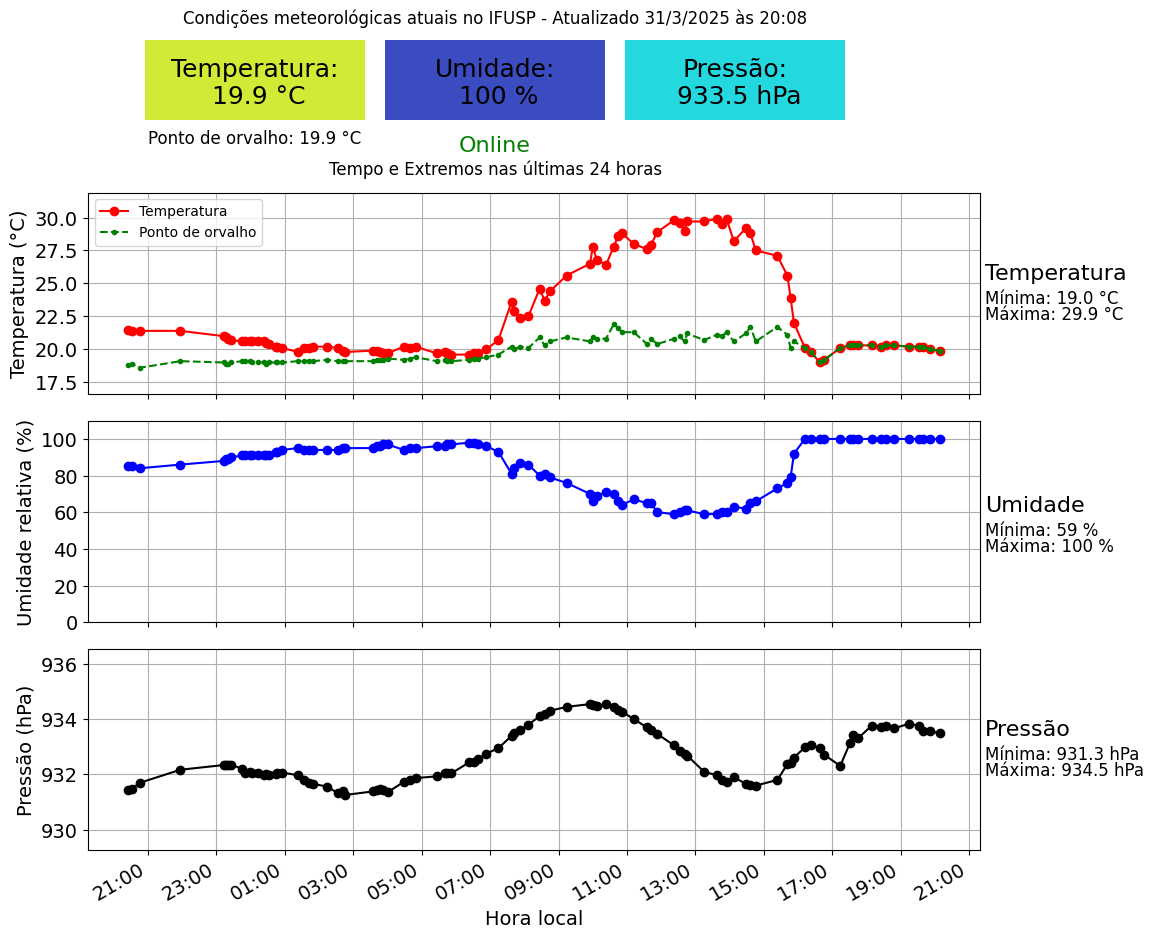 Condições meteorológicas atuais no IFUSP - Atualizado 31/3/2025 às 20:08
Temperatura:
19.9 °C
Umidade:
100 %
Pressão:
933.5 hPa
Ponto de orvalho: 19.9 °C
Online
Tempo e Extremos nas últimas 24 horas
Temperatura (°C)
30.0
27.5
25.0
22.5
20.0
17.5
Temperatura
Ponto de orvalho
Temperatura
Mínima: 19.0 °C
Máxima: 29.9 °C
Umidade relativa (%)
100
80
60
40
20
0
Umidade
Mínima: 59 %
Máxima: 100 %
Pressão (hPa)
936
934
932
930
Pressão
Mínima: 931.3 hPa
Máxima: 934.5 hPa
21:00 23:00 01:00 03:00 05:00 07:00 09:00 11:00 13:00 15:00 17:00 19:00 21:00
Hora local